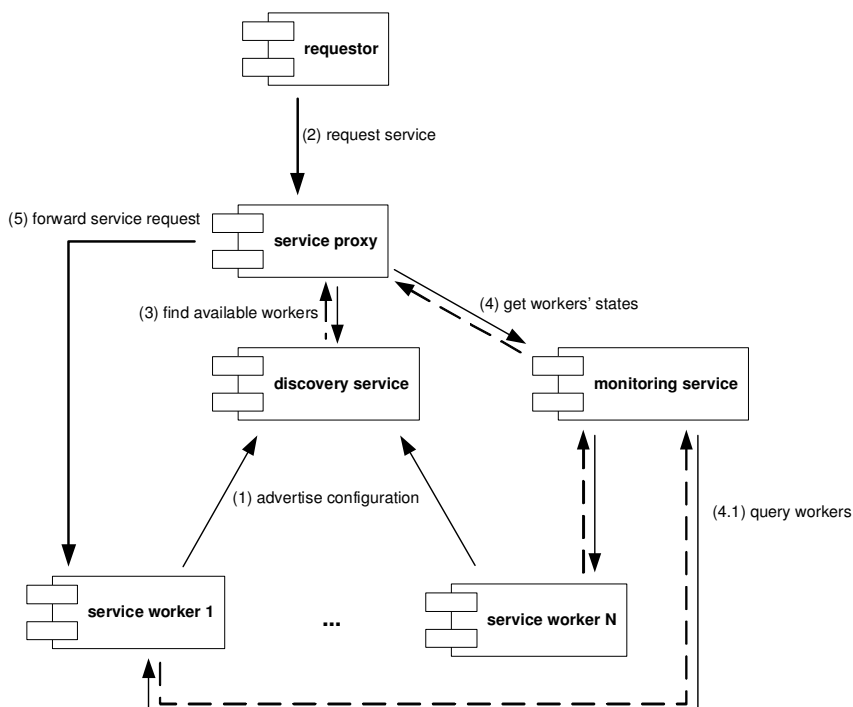 requestor
(2) request service
(5) forward service request
service proxy
(3) find available workers
(4) get workers' states
discovery service
monitoring service
(1) advertise configuration
(4.1) query workers
service worker 1
...
service worker N